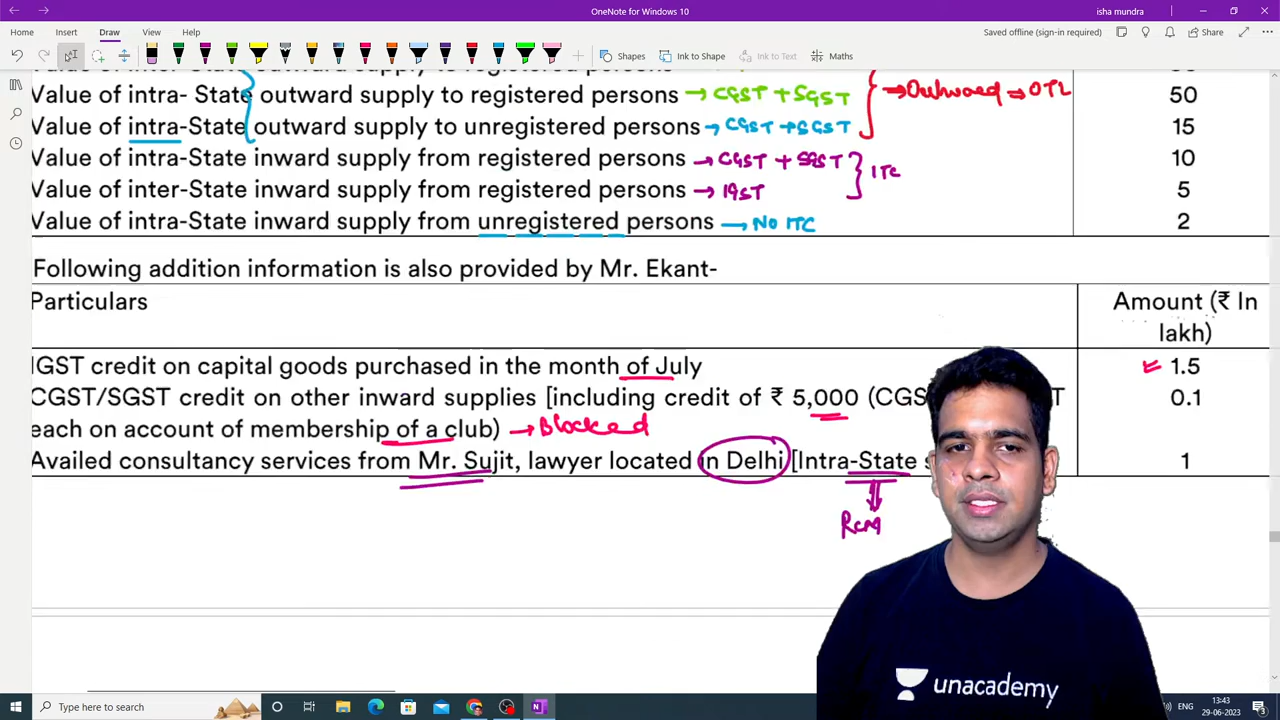 OneNote for Windows 10
isha mundra
Home Insert Draw View Help
Saved offline (sign-in required) Share
Shapes Ink to Shape Ink to Text Maths
Value of intra- State outward supply to registered persons → CGST + SGST → Outward ⇒ OTL 50
Value of intra-State outward supply to unregistered persons → CGST + SGST 15
Value of intra-State inward supply from registered persons → CGST + SGST ITC 10
Value of inter-State inward supply from registered persons → IGST 5
Value of intra-State inward supply from unregistered persons → NO ITC 2
Following addition information is also provided by Mr. Ekant-
Particulars Amount (₹ In
lakh)
IGST credit on capital goods purchased in the month of July 1.5
CGST/SGST credit on other inward supplies [including credit of ₹ 5,000 (CGS T 0.1
each on account of membership of a club) → Blocked
Availed consultancy services from Mr. Sujit, lawyer located in Delhi [Intra-State s 1
RCM
unacademy
Type here to search
13:43
29-06-2023